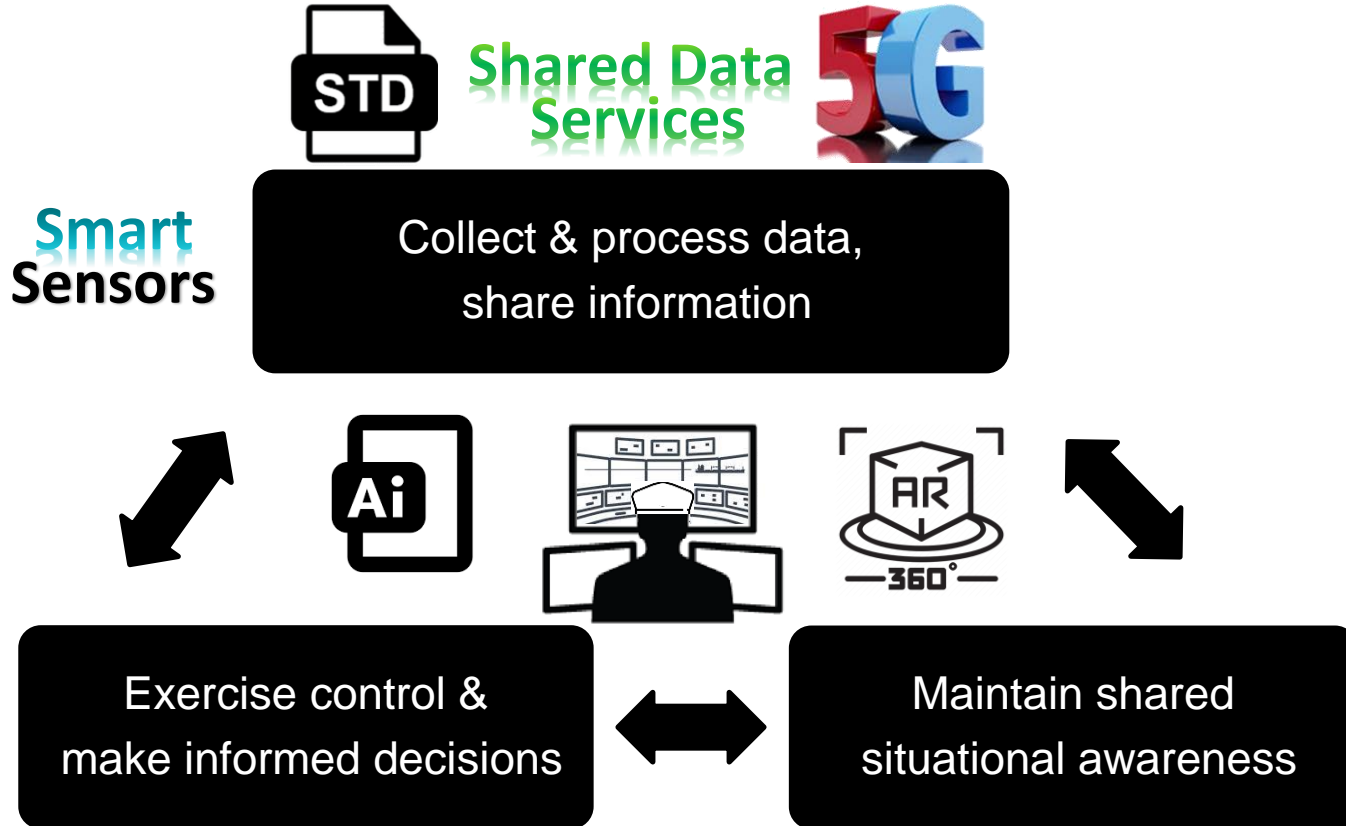 STD
Shared Data
Services
5G
Smart
Sensors
Collect & process data,
share information
Ai
AR
360°
Exercise control &
make informed decisions
Maintain shared
situational awareness